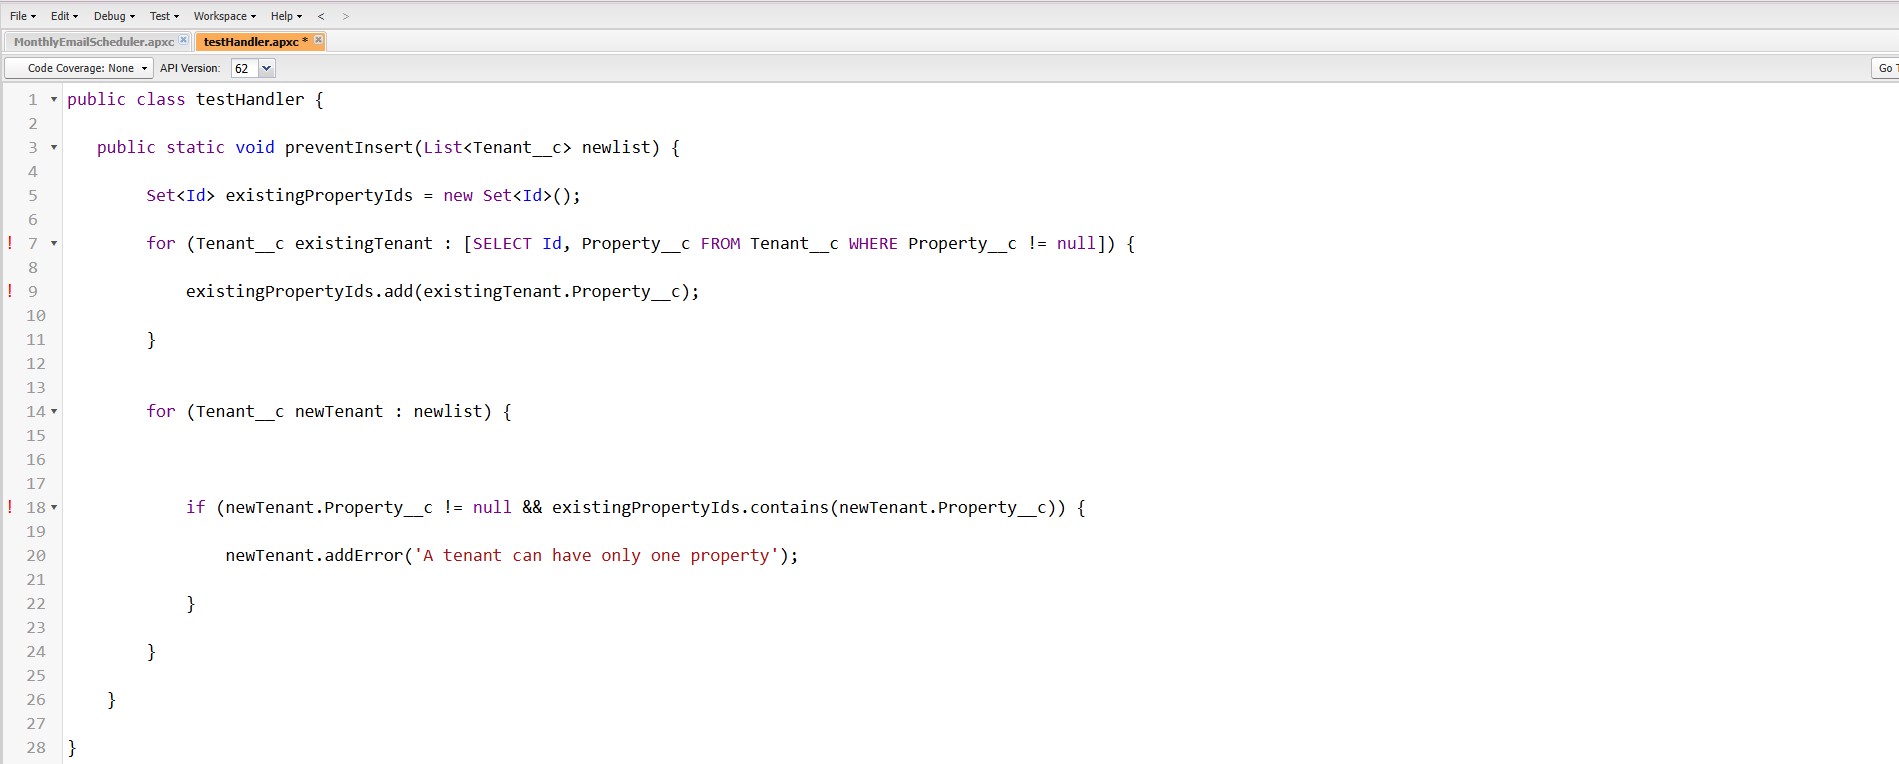 File Edit Debug Test Workspace Help < >
MonthlyEmailScheduler.apxc testHandler.apxc *
Code Coverage: None API Version: 62 Go T
1 public class testHandler {
2
3 public static void preventInsert(List<Tenant__c> newlist) {
4
5 Set<Id> existingPropertyIds = new Set<Id>();
6
! 7 for (Tenant__c existingTenant : [SELECT Id, Property__c FROM Tenant__c WHERE Property__c != null]) {
8
! 9 existingPropertyIds.add(existingTenant.Property__c);
10
11 }
12
13
14 for (Tenant__c newTenant : newlist) {
15
16
17
! 18 if (newTenant.Property__c != null && existingPropertyIds.contains(newTenant.Property__c)) {
19
20 newTenant.addError('A tenant can have only one property');
21
22 }
23
24 }
25
26 }
27
28 }